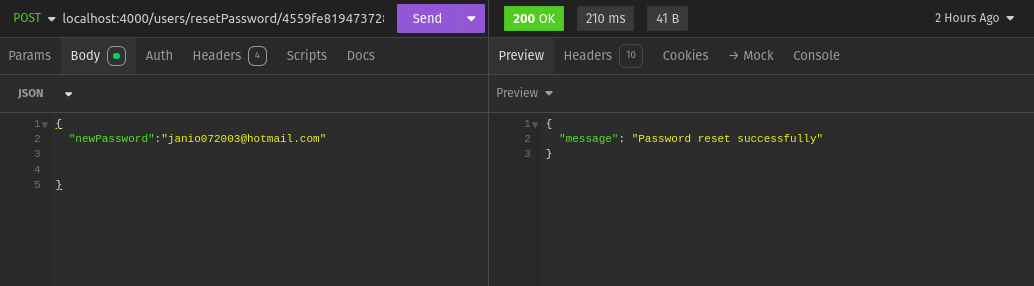 POST localhost:4000/users/resetPassword/4559fe819473728 Send
200 OK 210 ms 41 B 2 Hours Ago
Params Body Auth Headers 4 Scripts Docs
Preview Headers 10 Cookies → Mock Console
JSON
Preview
1 {
2 "newPassword":"janio072003@hotmail.com"
3
4
5 }
1 {
2 "message": "Password reset successfully"
3 }